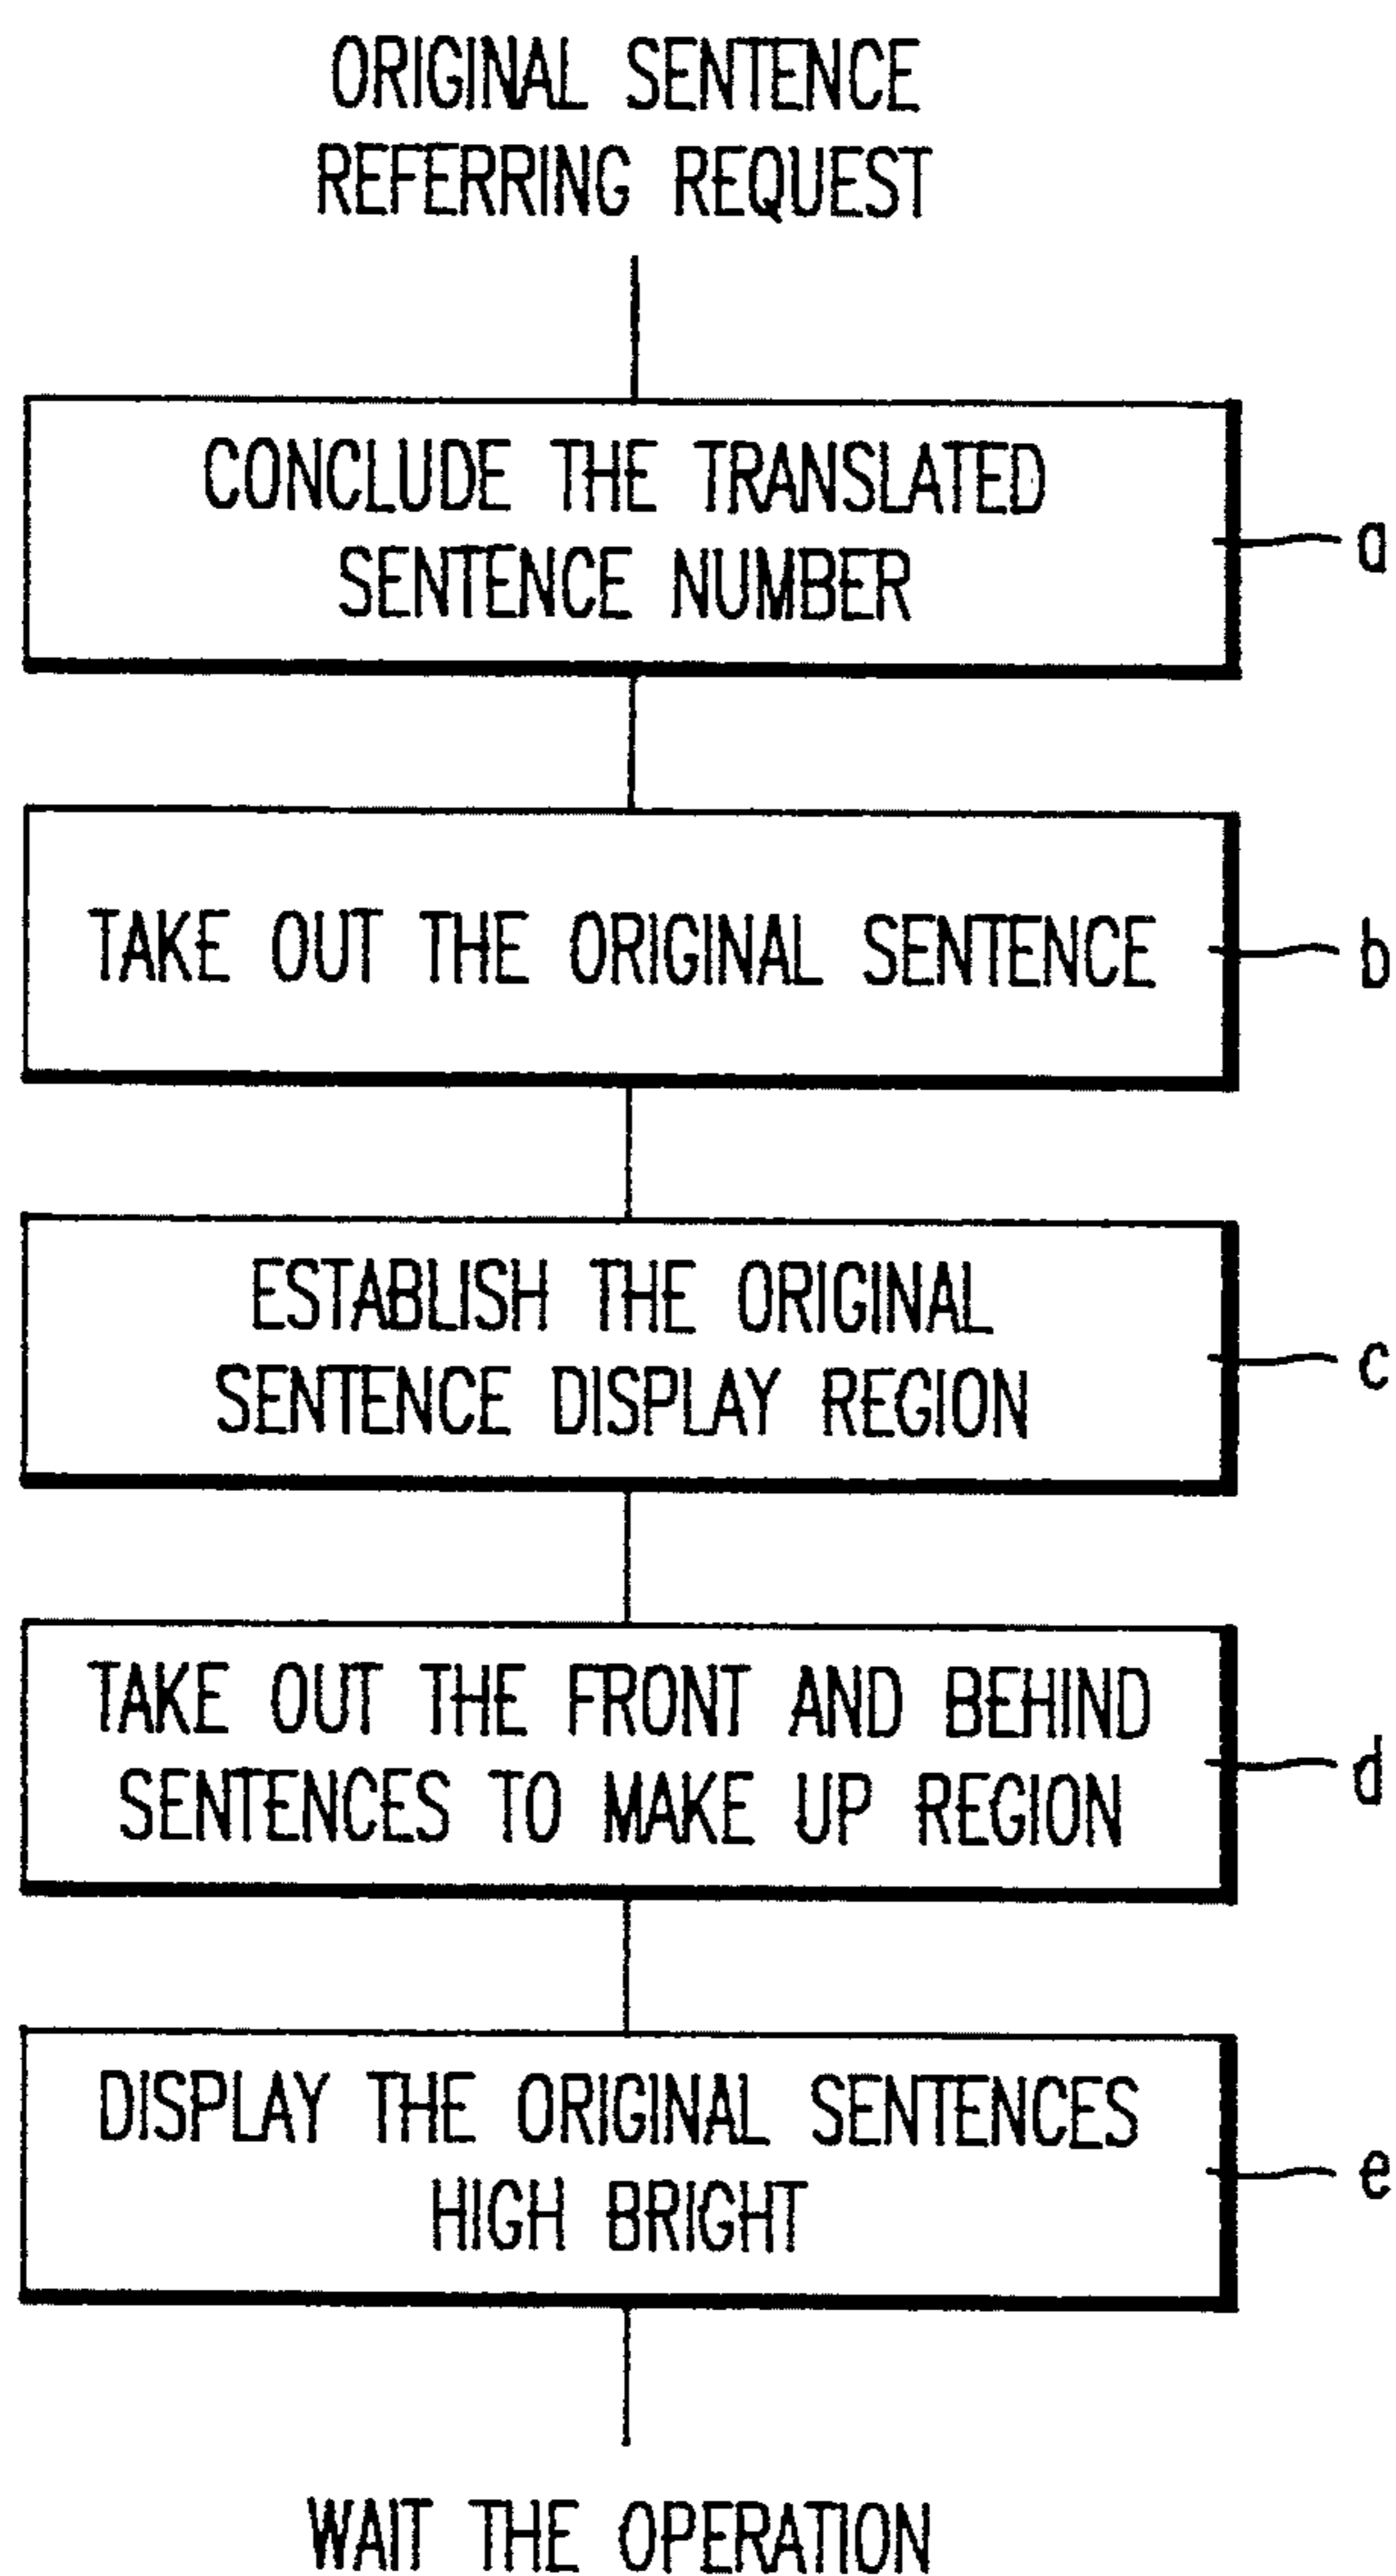 ORIGINAL SENTENCE
REFERRING REQUEST
CONCLUDE THE TRANSLATED
SENTENCE NUMBER
a
TAKE OUT THE ORIGINAL SENTENCE
b
ESTABLISH THE ORIGINAL
SENTENCE DISPLAY REGION
c
TAKE OUT THE FRONT AND BEHIND
SENTENCES TO MAKE UP REGION
d
DISPLAY THE ORIGINAL SENTENCES
HIGH BRIGHT
e
WAIT THE OPERATION